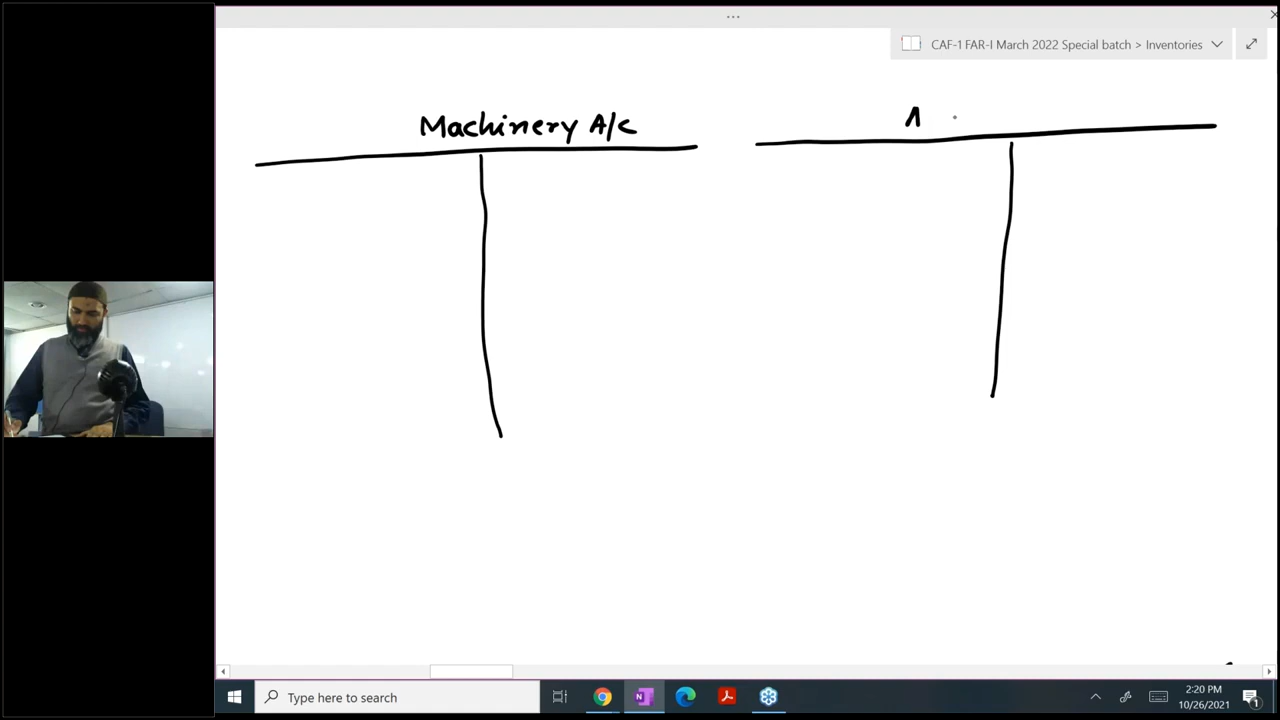 CAF-1 FAR-I March 2022 Special batch > Inventories
Machinery A/c
Type here to search
2:20 PM
10/26/2021